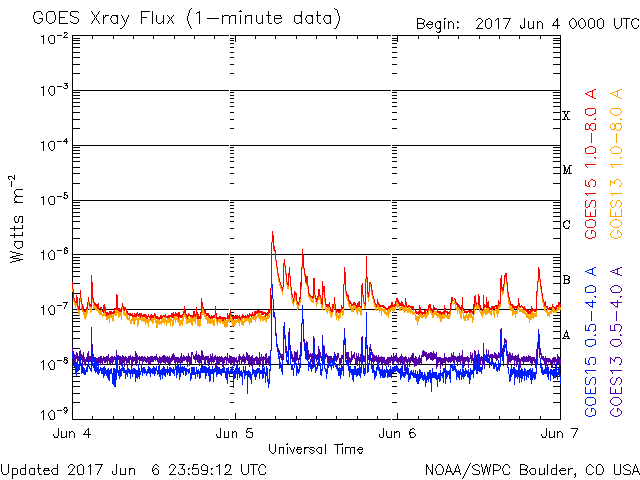 GOES Xray Flux (1-minute data)
Begin: 2017 Jun 4 0000 UTC
10-2
10-3
10-4
10-5
10-6
10-7
10-8
10-9
Watts m-2
X
M
C
B
A
GOES15 1.0-8.0 A
GOES13 1.0-8.0 A
GOES15 0.5-4.0 A
GOES13 0.5-4.0 A
Jun 4
Jun 5
Jun 6
Jun 7
Universal Time
Updated 2017 Jun 6 23:59:12 UTC
NOAA/SWPC Boulder, CO USA